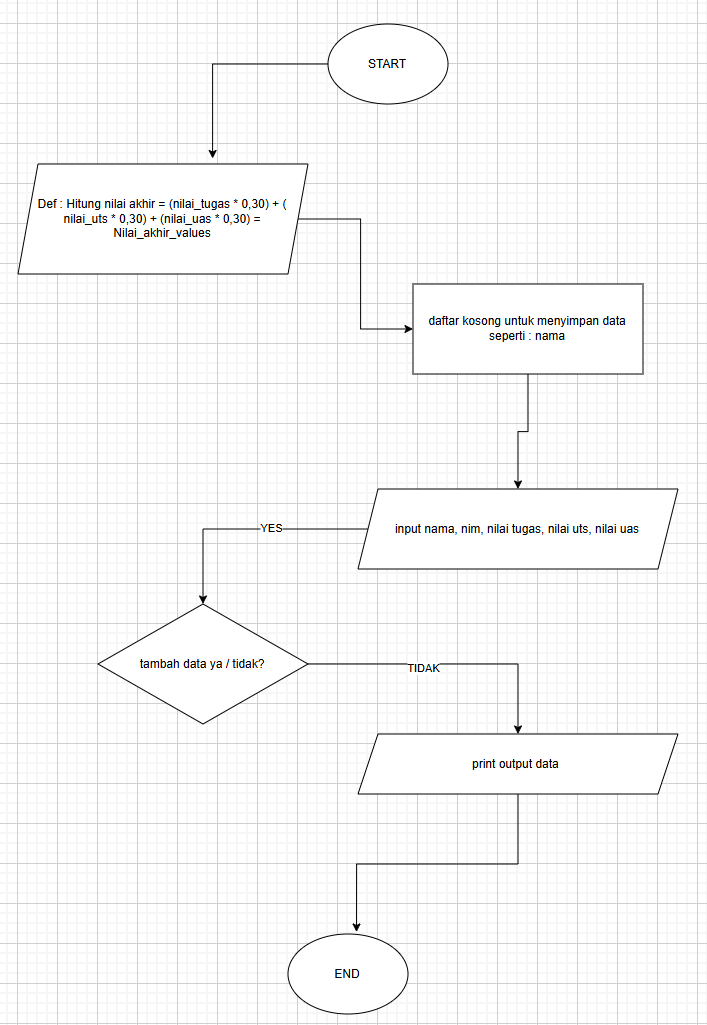 START
Def : Hitung nilai akhir = (nilai_tugas * 0,30) + (
nilai_uts * 0,30) + (nilai_uas * 0,30) =
Nilai_akhir_values
daftar kosong untuk menyimpan data
seperti : nama
input nama, nim, nilai tugas, nilai uts, nilai uas
YES
tambah data ya / tidak?
TIDAK
print output data
END